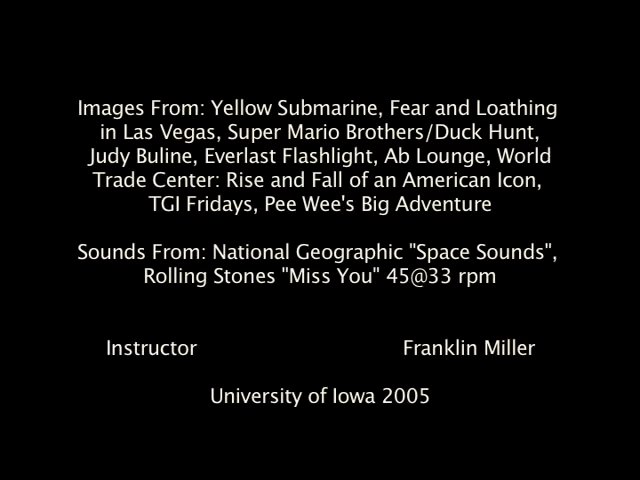 Images From: Yellow Submarine, Fear and Loathing
in Las Vegas, Super Mario Brothers/Duck Hunt,
Judy Buline, Everlast Flashlight, Ab Lounge, World
Trade Center: Rise and Fall of an American Icon,
TGI Fridays, Pee Wee's Big Adventure
Sounds From: National Geographic "Space Sounds",
Rolling Stones "Miss You" 45@33 rpm
Instructor Franklin Miller
University of Iowa 2005